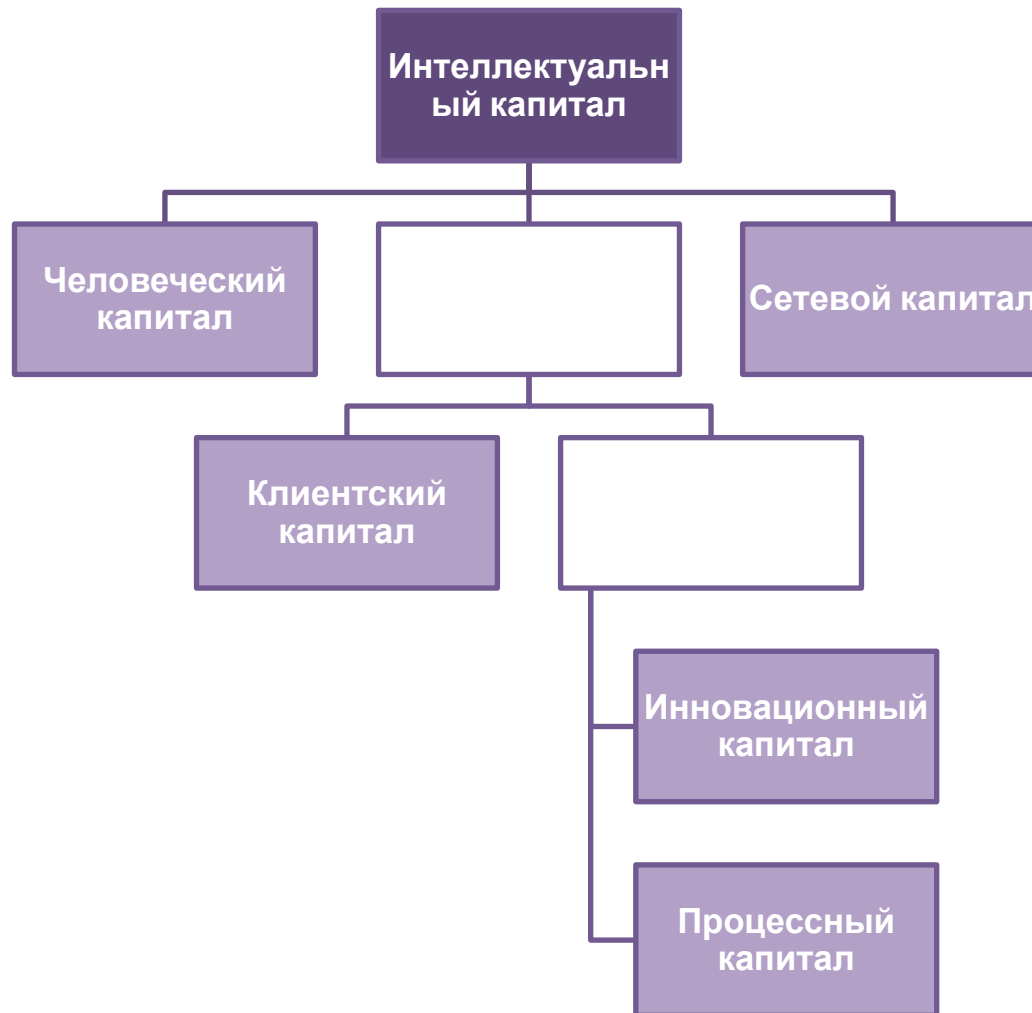 Интеллектуальн
ый капитал
Человеческий
капитал
Сетевой капитал
Клиентский
капитал
Инновационный
капитал
Процессный
капитал